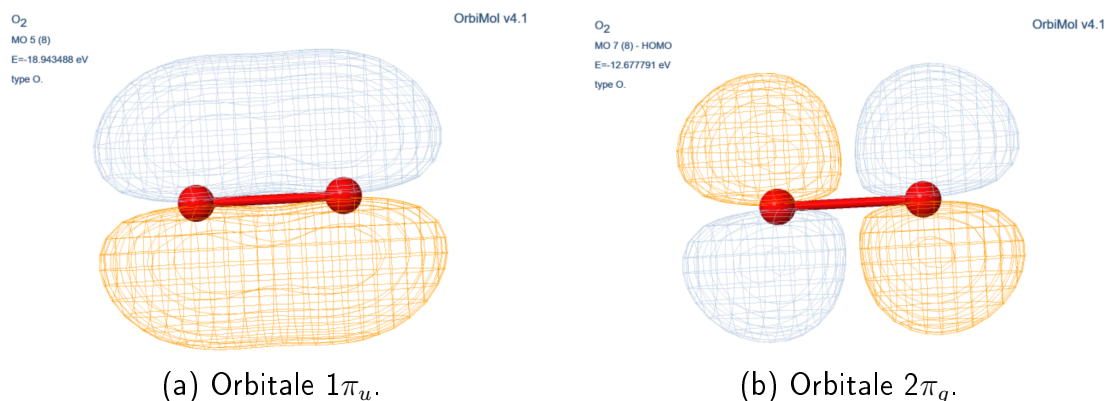 O₂
OrbiMol v4.1
MO 5 (8)
E=-18.943488 eV
type O.
(a) Orbitale 1πᵤ.
O₂
OrbiMol v4.1
MO 7 (8) - HOMO
E=-12.677791 eV
type O.
(b) Orbitale 2π_g.